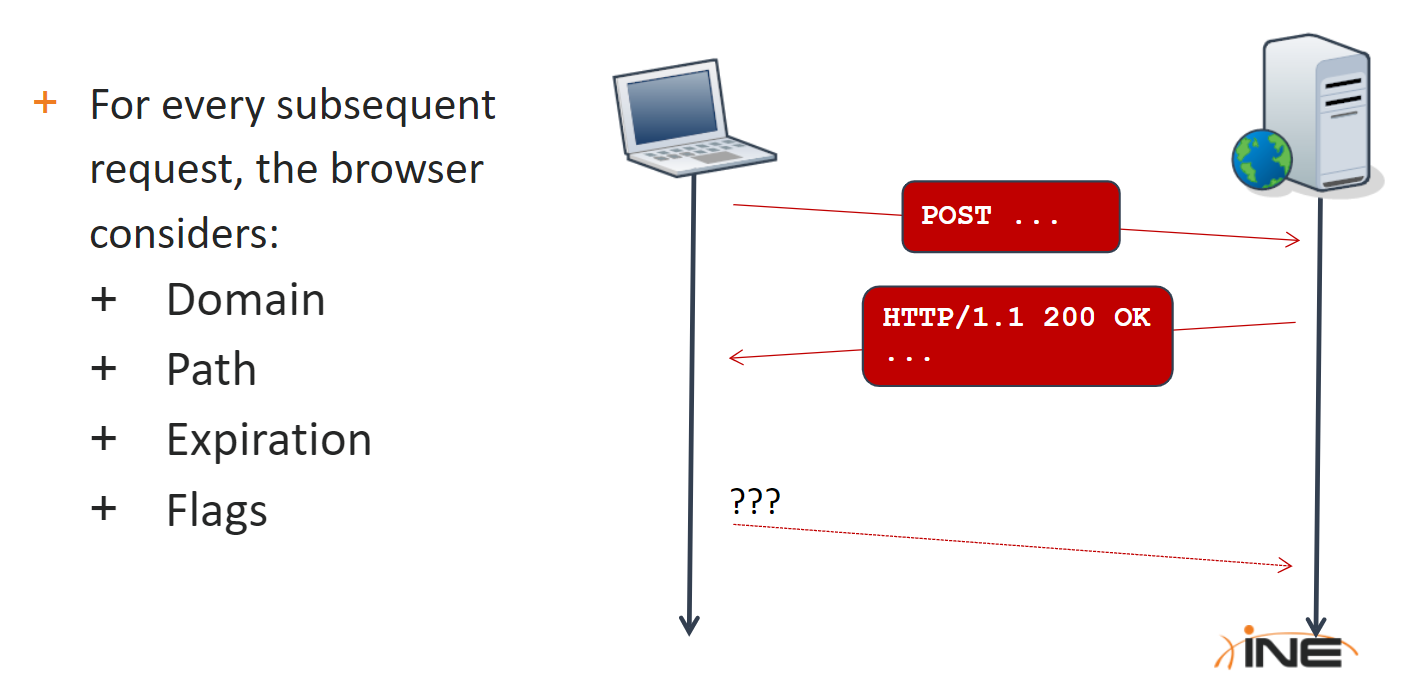 + For every subsequent
request, the browser
considers:
+ Domain
+ Path
+ Expiration
+ Flags
POST ...
HTTP/1.1 200 OK
...
???
INE